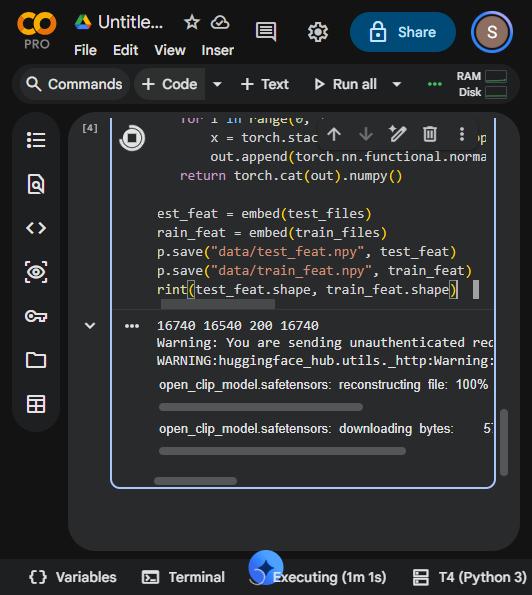 CO
PRO
Untitle...
File Edit View Inser
Share
S
Commands + Code + Text Run all
RAM
Disk
[4]
for i in range(0,
x = torch.stac
out.append(torch.nn.functional.norma
return torch.cat(out).numpy()
est_feat = embed(test_files)
rain_feat = embed(train_files)
p.save("data/test_feat.npy", test_feat)
p.save("data/train_feat.npy", train_feat)
rint(test_feat.shape, train_feat.shape)
16740 16540 200 16740
Warning: You are sending unauthenticated rec
WARNING:huggingface_hub.utils._http:Warning:
open_clip_model.safetensors: reconstructing file: 100%
open_clip_model.safetensors: downloading bytes:
Variables Terminal Executing (1m 1s) T4 (Python 3)